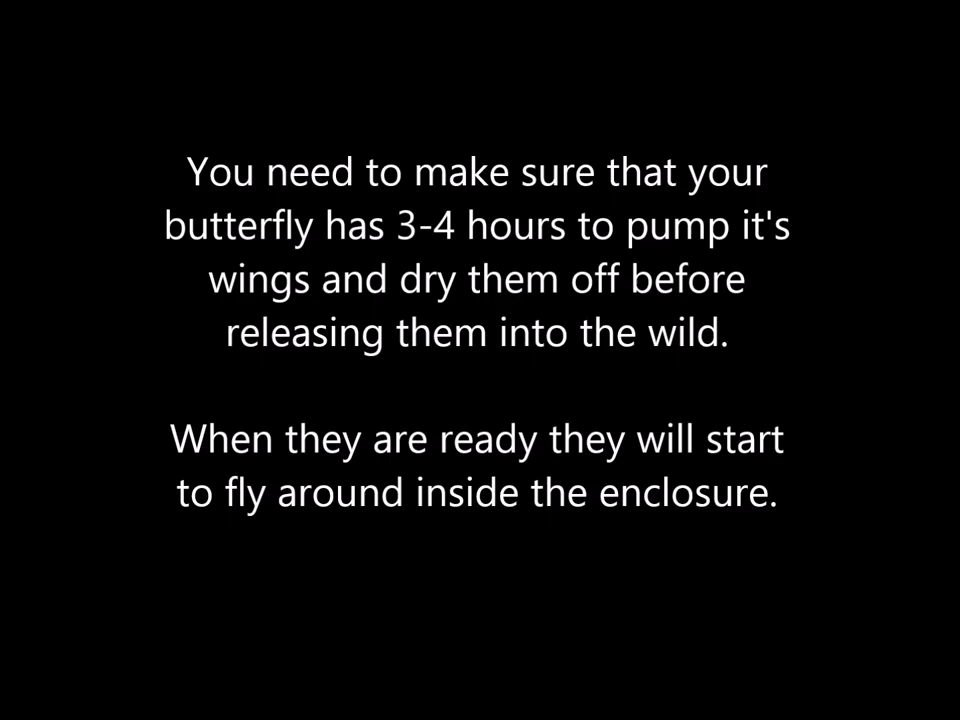 You need to make sure that your
butterfly has 3-4 hours to pump it's
wings and dry them off before
releasing them into the wild.
When they are ready they will start
to fly around inside the enclosure.